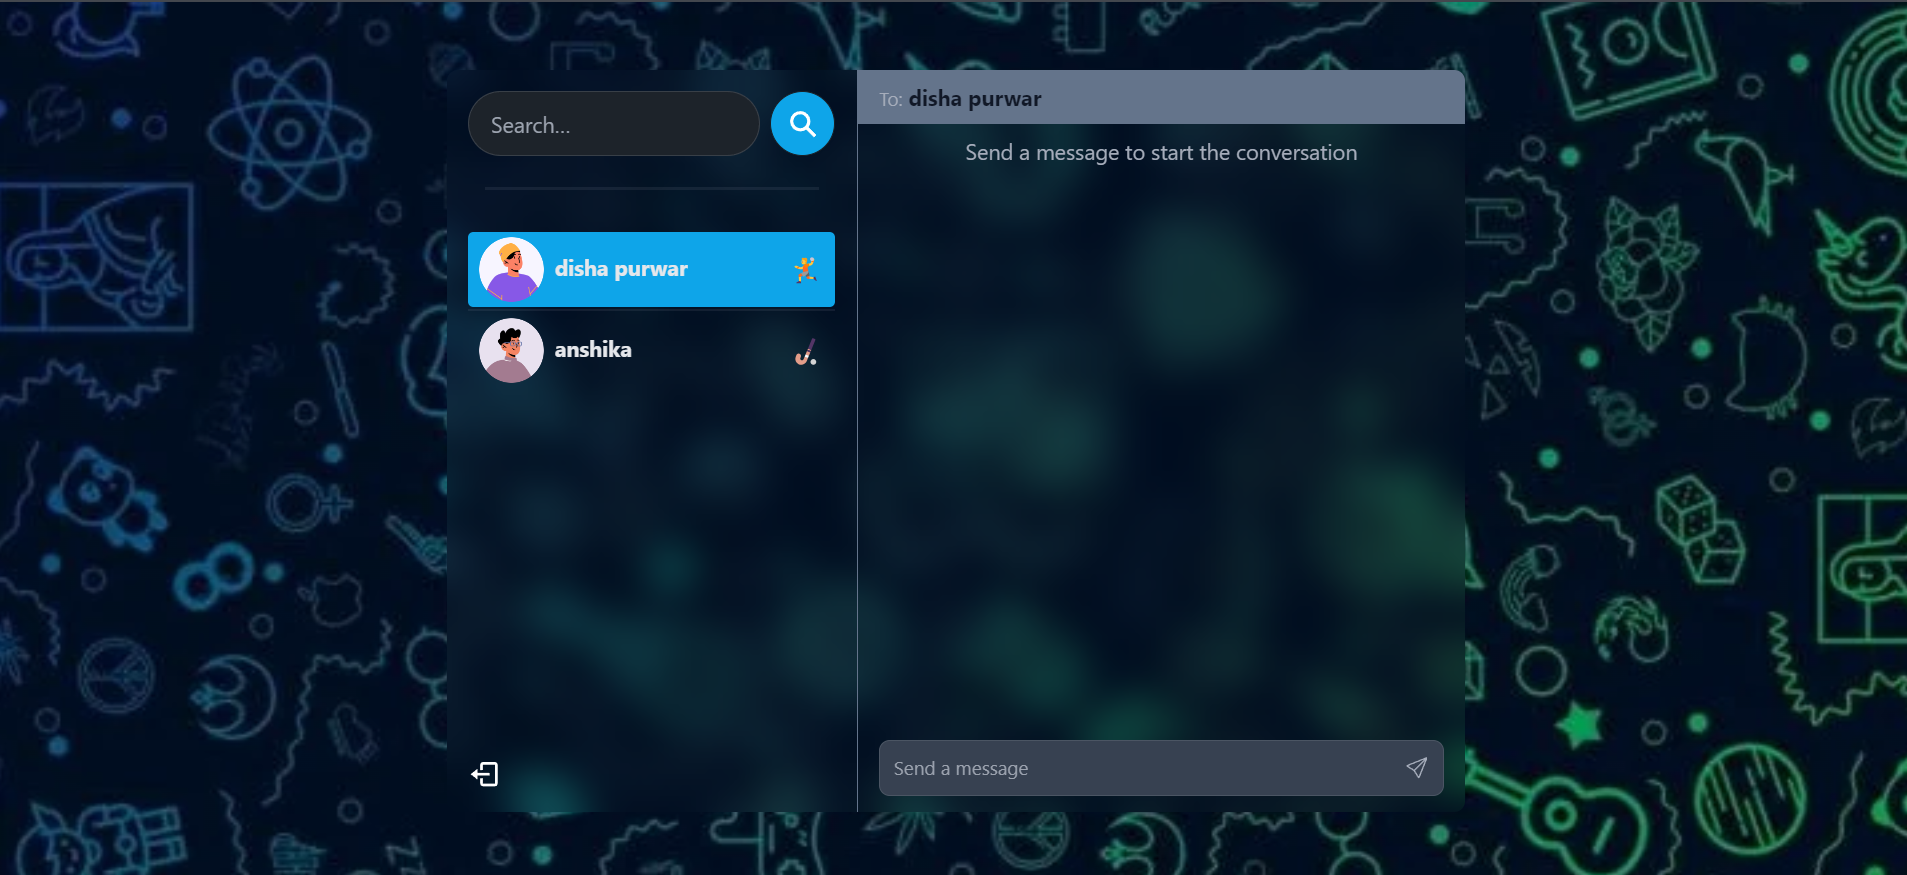 Search...
disha purwar
anshika
To: disha purwar
Send a message to start the conversation
Send a message